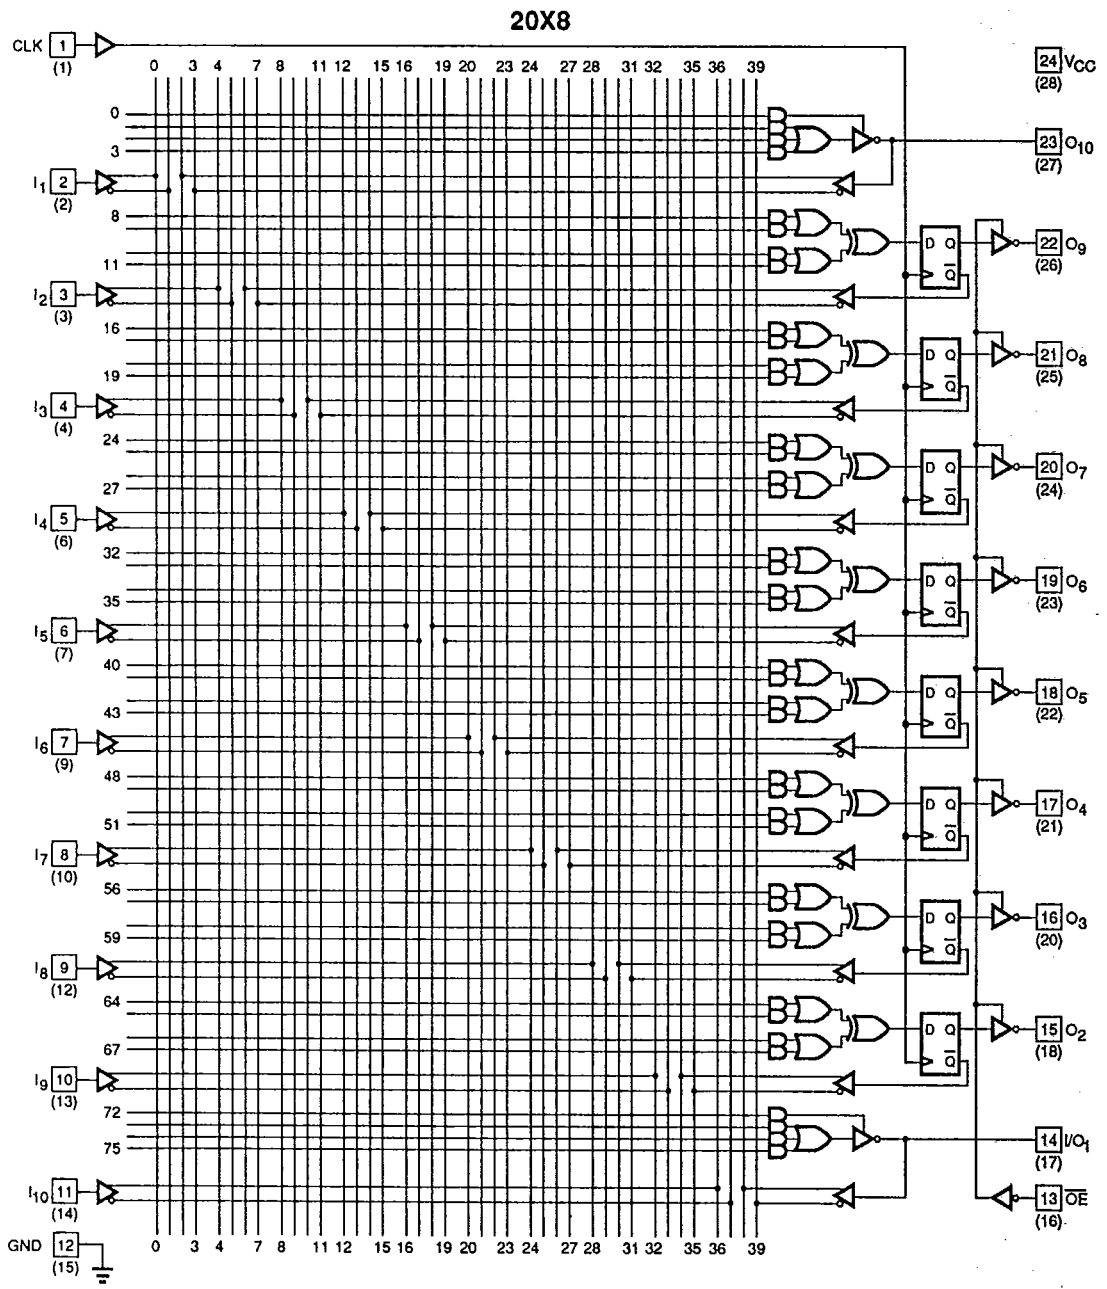 20X8
CLK 1
(1)
0 3 4 7 8 11 12 15 16 19 20 23 24 27 28 31 32 35 36 39
24 VCC
(28)
0
3
23 O10
(27)
I1 2
(2)
8
11
D Q
Q̅
22 O9
(26)
I2 3
(3)
16
19
D Q
Q̅
21 O8
(25)
I3 4
(4)
24
27
D Q
Q̅
20 O7
(24)
I4 5
(6)
32
35
D Q
Q̅
19 O6
(23)
I5 6
(7)
40
43
D Q
Q̅
18 O5
(22)
I6 7
(9)
48
51
D Q
Q̅
17 O4
(21)
I7 8
(10)
56
59
D Q
Q̅
16 O3
(20)
I8 9
(12)
64
67
D Q
Q̅
15 O2
(18)
I9 10
(13)
72
75
14 I/O1
(17)
I10 11
(14)
13 O̅E̅
(16)
GND 12
(15)
0 3 4 7 8 11 12 15 16 19 20 23 24 27 28 31 32 35 36 39